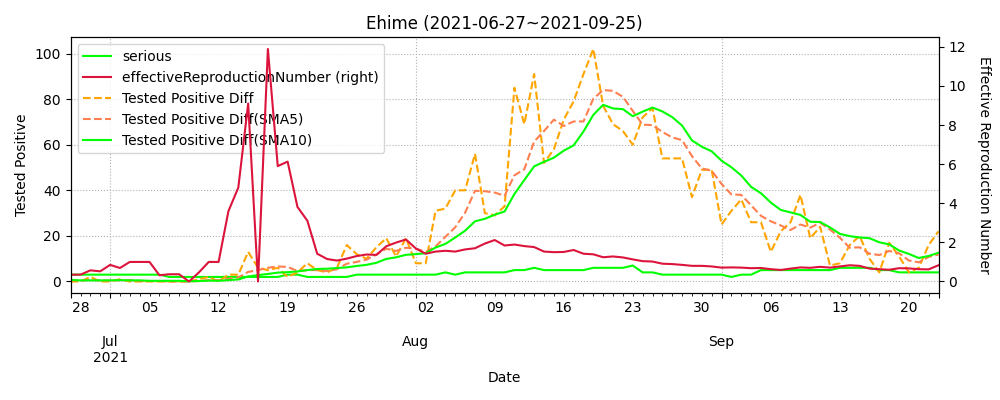 Ehime (2021-06-27~2021-09-25)
serious
effectiveReproductionNumber (right)
Tested Positive Diff
Tested Positive Diff(SMA5)
Tested Positive Diff(SMA10)
Tested Positive
100
80
60
40
20
0
12
10
8
6
4
2
0
Effective Reproduction Number
28 05 12 19 26 02 09 16 23 30 06 13 20
Jul Aug Sep
2021
Date